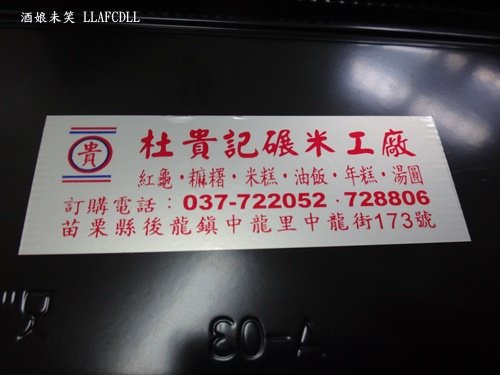 酒娘未笑 LLAFCDLL
貴
杜貴記碾米工廠
紅龜·糍糬·米糕·油飯·年糕·湯圓
訂購電話：037-722052·728806
苗栗縣後龍鎮中龍里中龍街173號
A-03